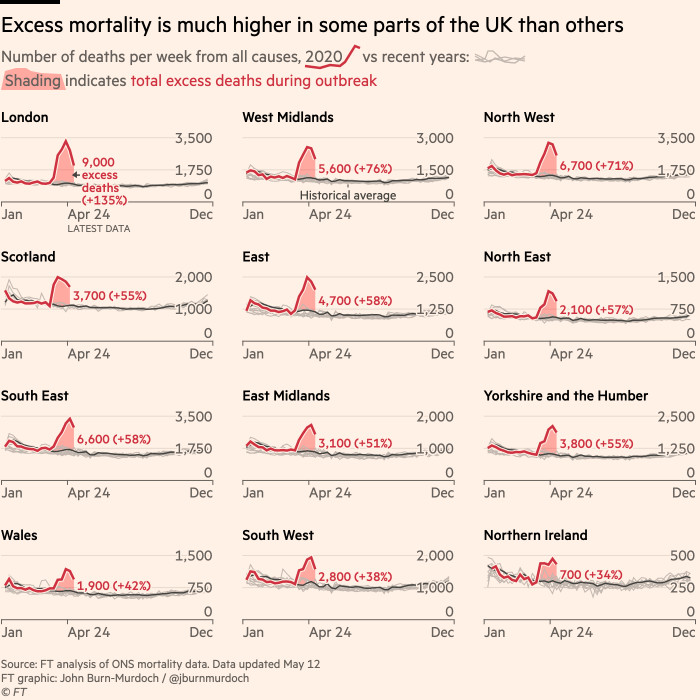 Excess mortality is much higher in some parts of the UK than others
Number of deaths per week from all causes, 2020 vs recent years:
Shading indicates total excess deaths during outbreak
London
3,500
9,000
excess
deaths
(+135%)
1,750
0
Jan Apr 24 Dec
LATEST DATA
West Midlands
3,000
5,600 (+76%)
1,500
Historical average
0
Jan Apr 24 Dec
North West
3,500
6,700 (+71%)
1,750
0
Jan Apr 24 Dec
Scotland
2,000
3,700 (+55%)
1,000
0
Jan Apr 24 Dec
East
2,500
4,700 (+58%)
1,250
0
Jan Apr 24 Dec
North East
1,500
2,100 (+57%)
750
0
Jan Apr 24 Dec
South East
3,500
6,600 (+58%)
1,750
0
Jan Apr 24 Dec
East Midlands
2,000
3,100 (+51%)
1,000
0
Jan Apr 24 Dec
Yorkshire and the Humber
2,500
3,800 (+55%)
1,250
0
Jan Apr 24 Dec
Wales
1,500
1,900 (+42%)
750
0
Jan Apr 24 Dec
South West
2,000
2,800 (+38%)
1,000
0
Jan Apr 24 Dec
Northern Ireland
500
700 (+34%)
250
0
Jan Apr 24 Dec
Source: FT analysis of ONS mortality data. Data updated May 12
FT graphic: John Burn-Murdoch / @jburnmurdoch
© FT